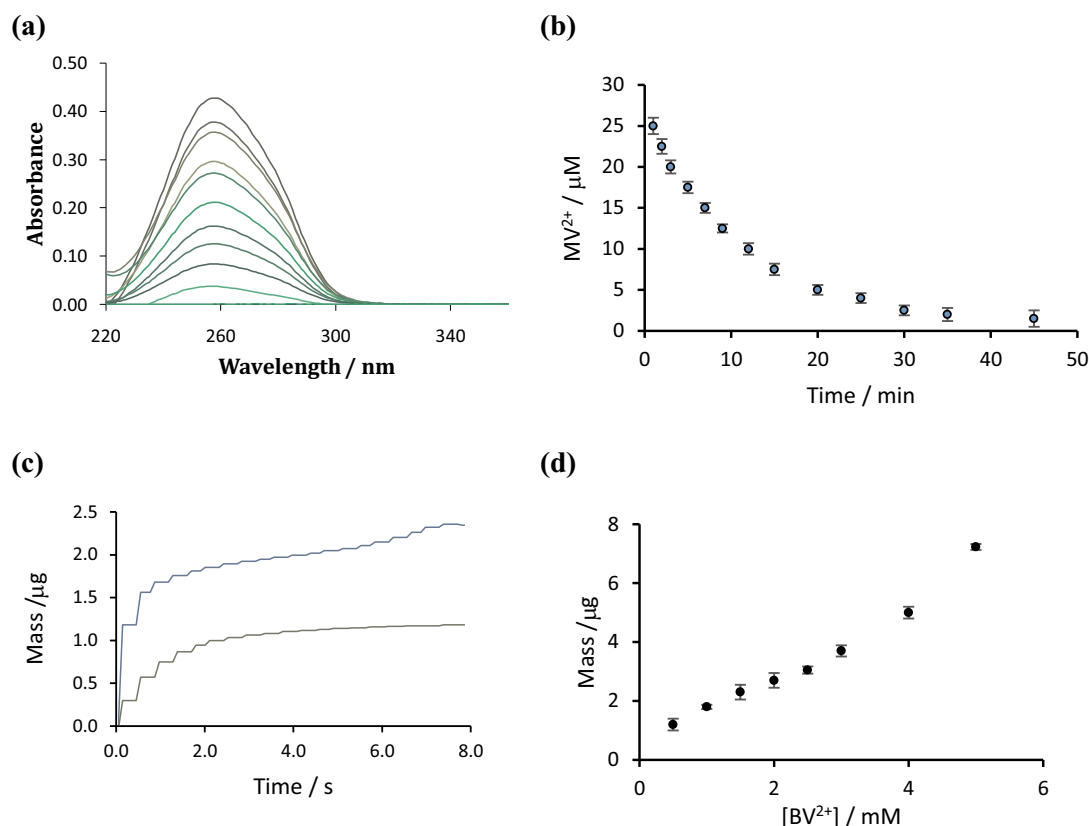 (a)
0.50
0.40
0.30
0.20
0.10
0.00
Absorbance
220 260 300 340
Wavelength / nm
(b)
30
25
20
15
10
5
0
MV²⁺ / μM
0 10 20 30 40 50
Time / min
(c)
2.5
2.0
1.5
1.0
0.5
0.0
Mass /μg
0.0 2.0 4.0 6.0 8.0
Time / s
(d)
8
6
4
2
0
Mass /μg
0 2 4 6
[BV²⁺] / mM